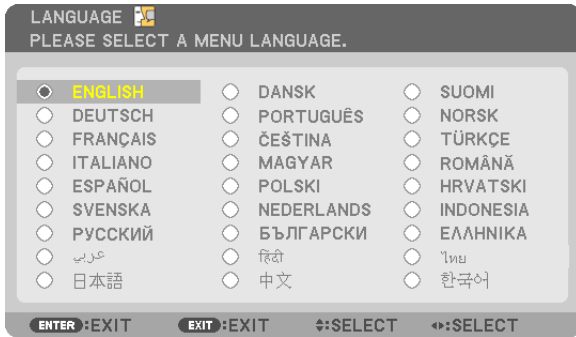 LANGUAGE
PLEASE SELECT A MENU LANGUAGE.
ENGLISH DANSK SUOMI
DEUTSCH PORTUGUÊS NORSK
FRANÇAIS ČEŠTINA TÜRKÇE
ITALIANO MAGYAR ROMÂNĂ
ESPAÑOL POLSKI HRVATSKI
SVENSKA NEDERLANDS INDONESIA
РУССКИЙ БЪЛГАРСКИ ΕΛΛΗΝΙΚΑ
عربي हिंदी ไทย
日本語 中文 한국어
ENTER:EXIT EXIT:EXIT :SELECT :SELECT